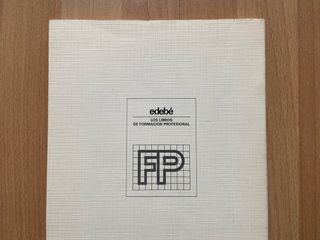 edebé
LOS LIBROS
DE FORMACIÓN PROFESIONAL
FP